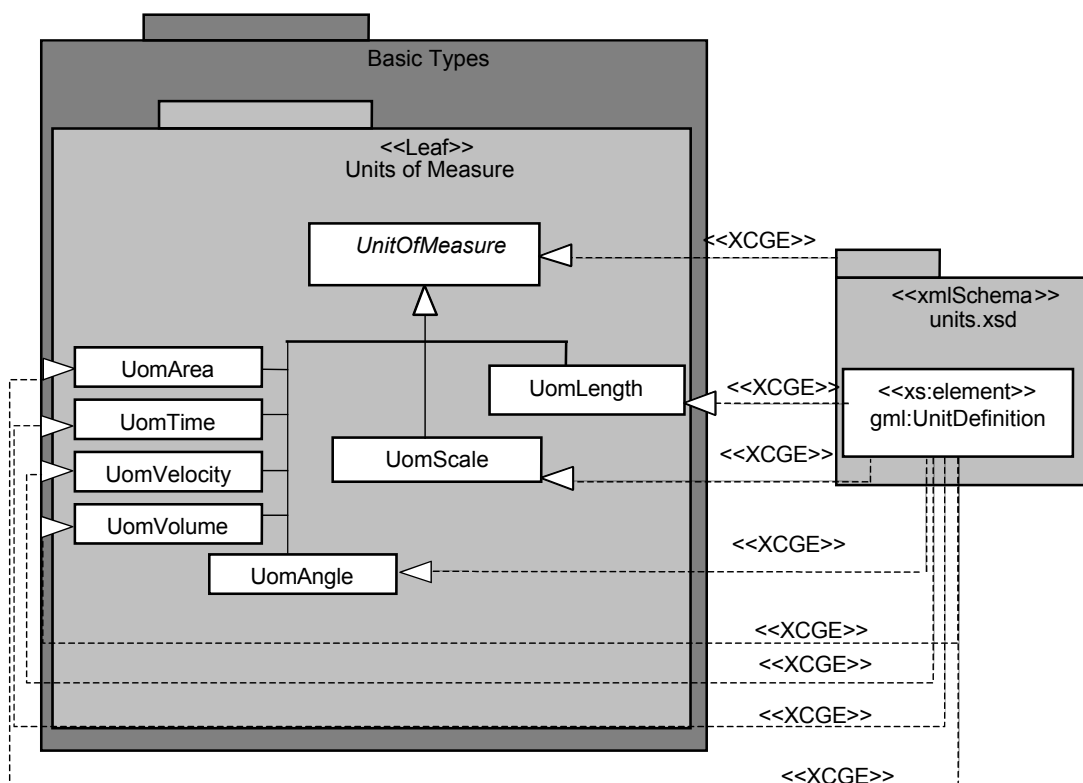 Basic Types
<<Leaf>>
Units of Measure
UnitOfMeasure
<<XCGE>>
<<xmlSchema>>
units.xsd
UomArea
UomLength
<<XCGE>>
<<xs:element>>
gml:UnitDefinition
UomTime
UomVelocity
UomScale
<<XCGE>>
UomVolume
<<XCGE>>
UomAngle
<<XCGE>>
<<XCGE>>
<<XCGE>>
<<XCGE>>